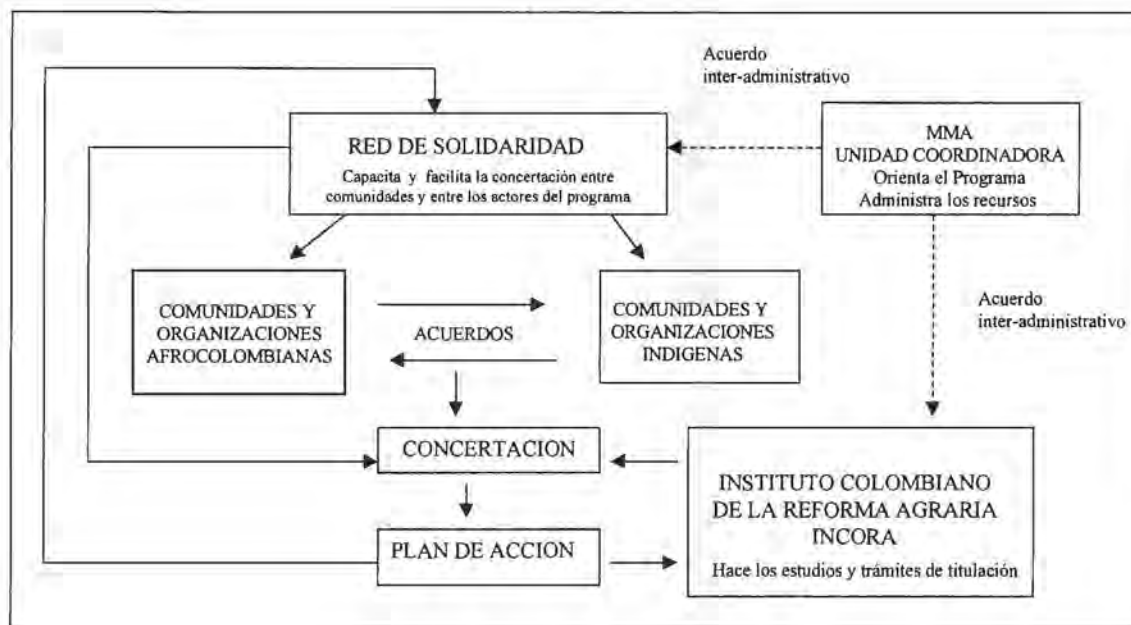 Acuerdo
inter-administrativo
RED DE SOLIDARIDAD
Capacita y facilita la concertación entre
comunidades y entre los actores del programa
MMA
UNIDAD COORDINADORA
Orienta el Programa
Administra los recursos
COMUNIDADES Y
ORGANIZACIONES
AFROCOLOMBIANAS
ACUERDOS
COMUNIDADES Y
ORGANIZACIONES
INDIGENAS
Acuerdo
inter-administrativo
CONCERTACION
INSTITUTO COLOMBIANO
DE LA REFORMA AGRARIA
INCORA
Hace los estudios y trámites de titulación
PLAN DE ACCION